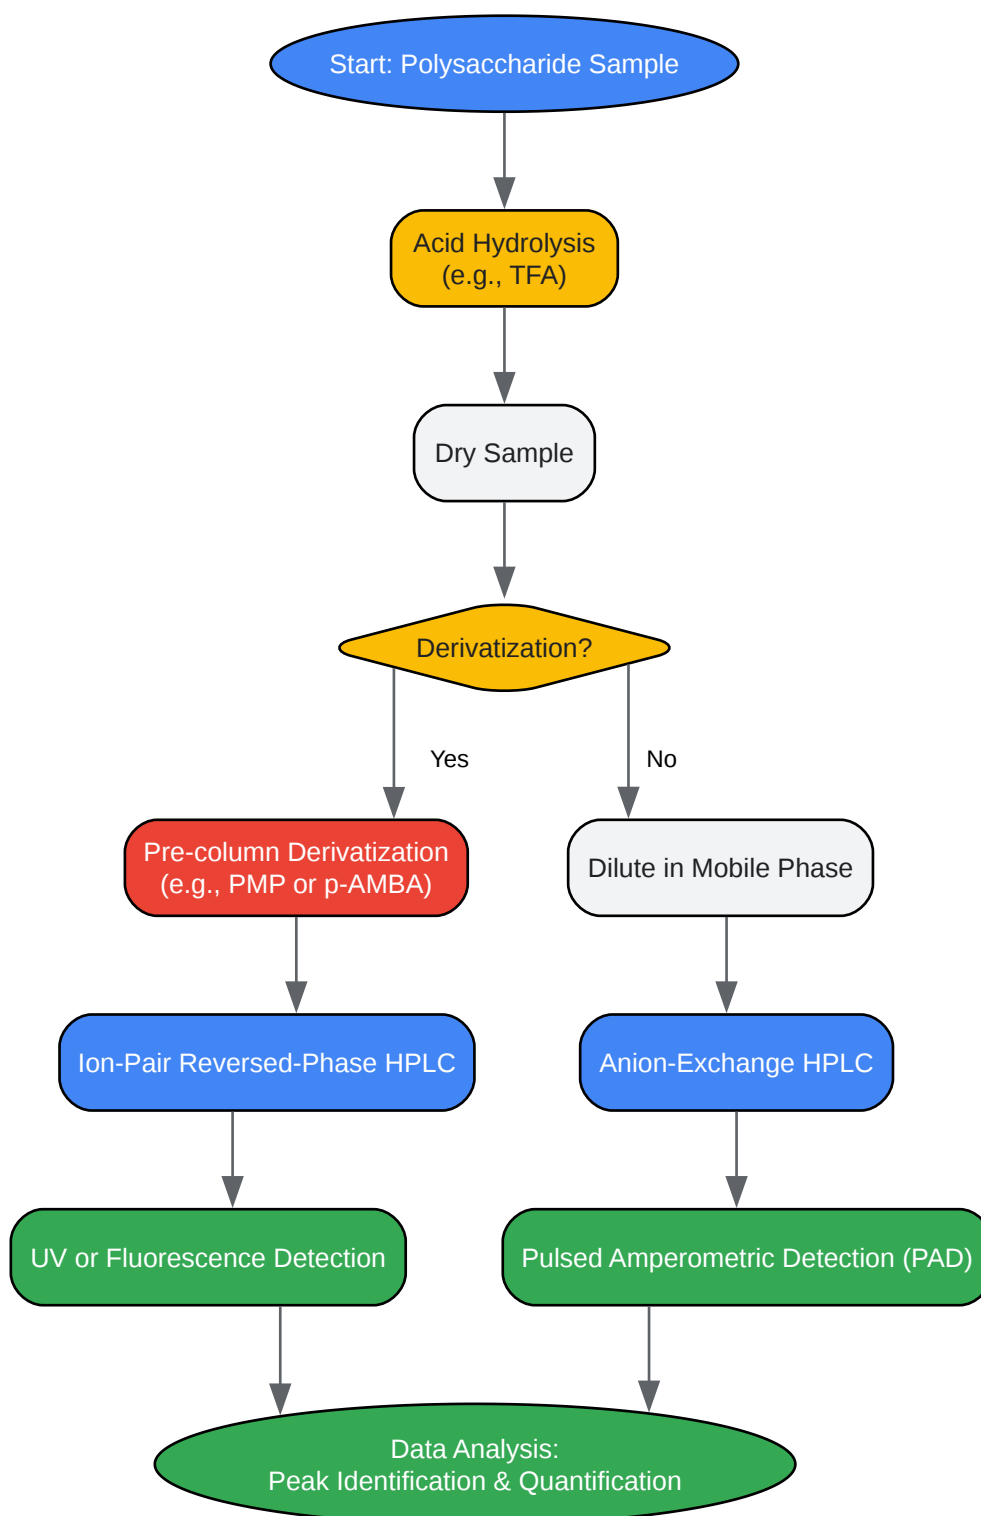 Start: Polysaccharide Sample
Acid Hydrolysis
(e.g., TFA)
Dry Sample
Derivatization?
Yes
No
Pre-column Derivatization
(e.g., PMP or p-AMBA)
Dilute in Mobile Phase
Ion-Pair Reversed-Phase HPLC
Anion-Exchange HPLC
UV or Fluorescence Detection
Pulsed Amperometric Detection (PAD)
Data Analysis:
Peak Identification & Quantification